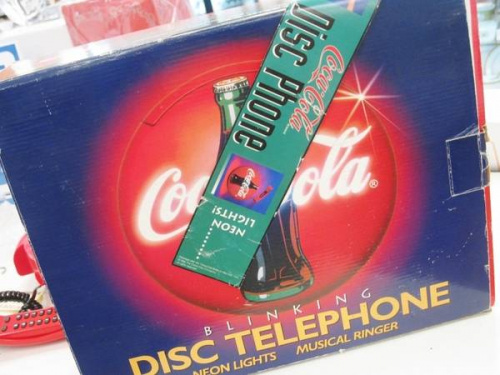 Coca-Cola
Disc Phone
NEON
LIGHTS!
Coca-Cola®
BLINKING
DISC TELEPHONE
NEON LIGHTS MUSICAL RINGER